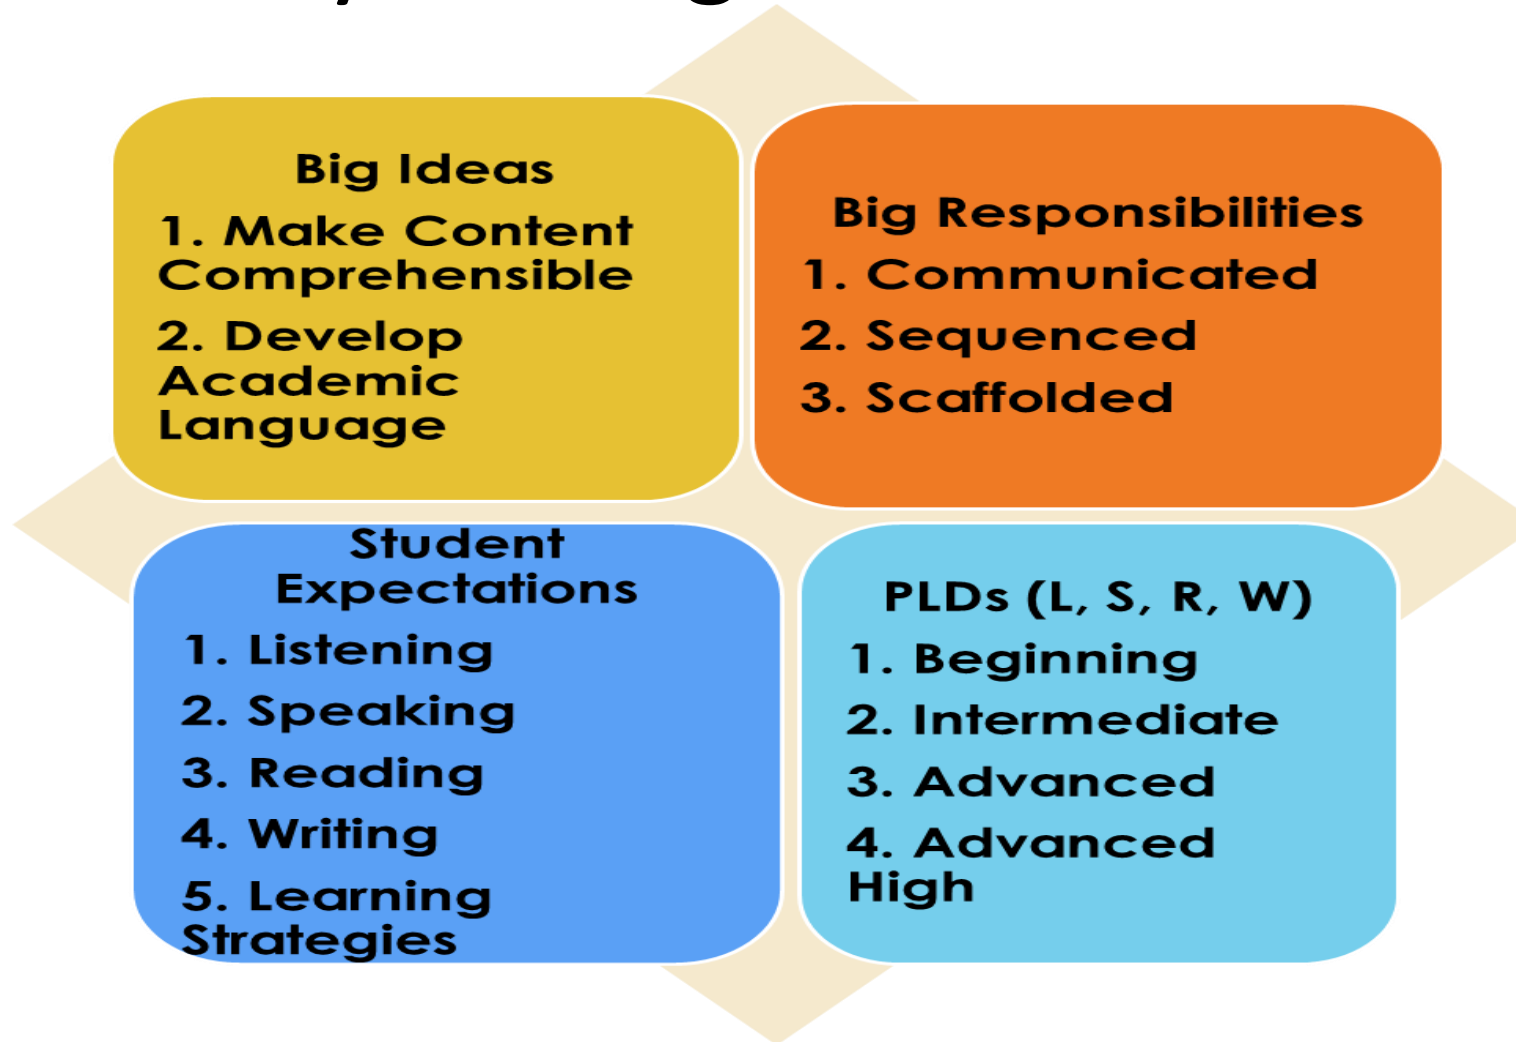 Big Ideas
1. Make Content
Comprehensible
2. Develop
Academic
Language
Big Responsibilities
1. Communicated
2. Sequenced
3. Scaffolded
Student
Expectations
1. Listening
2. Speaking
3. Reading
4. Writing
5. Learning
Strategies
PLDs (L, S, R, W)
1. Beginning
2. Intermediate
3. Advanced
4. Advanced
High